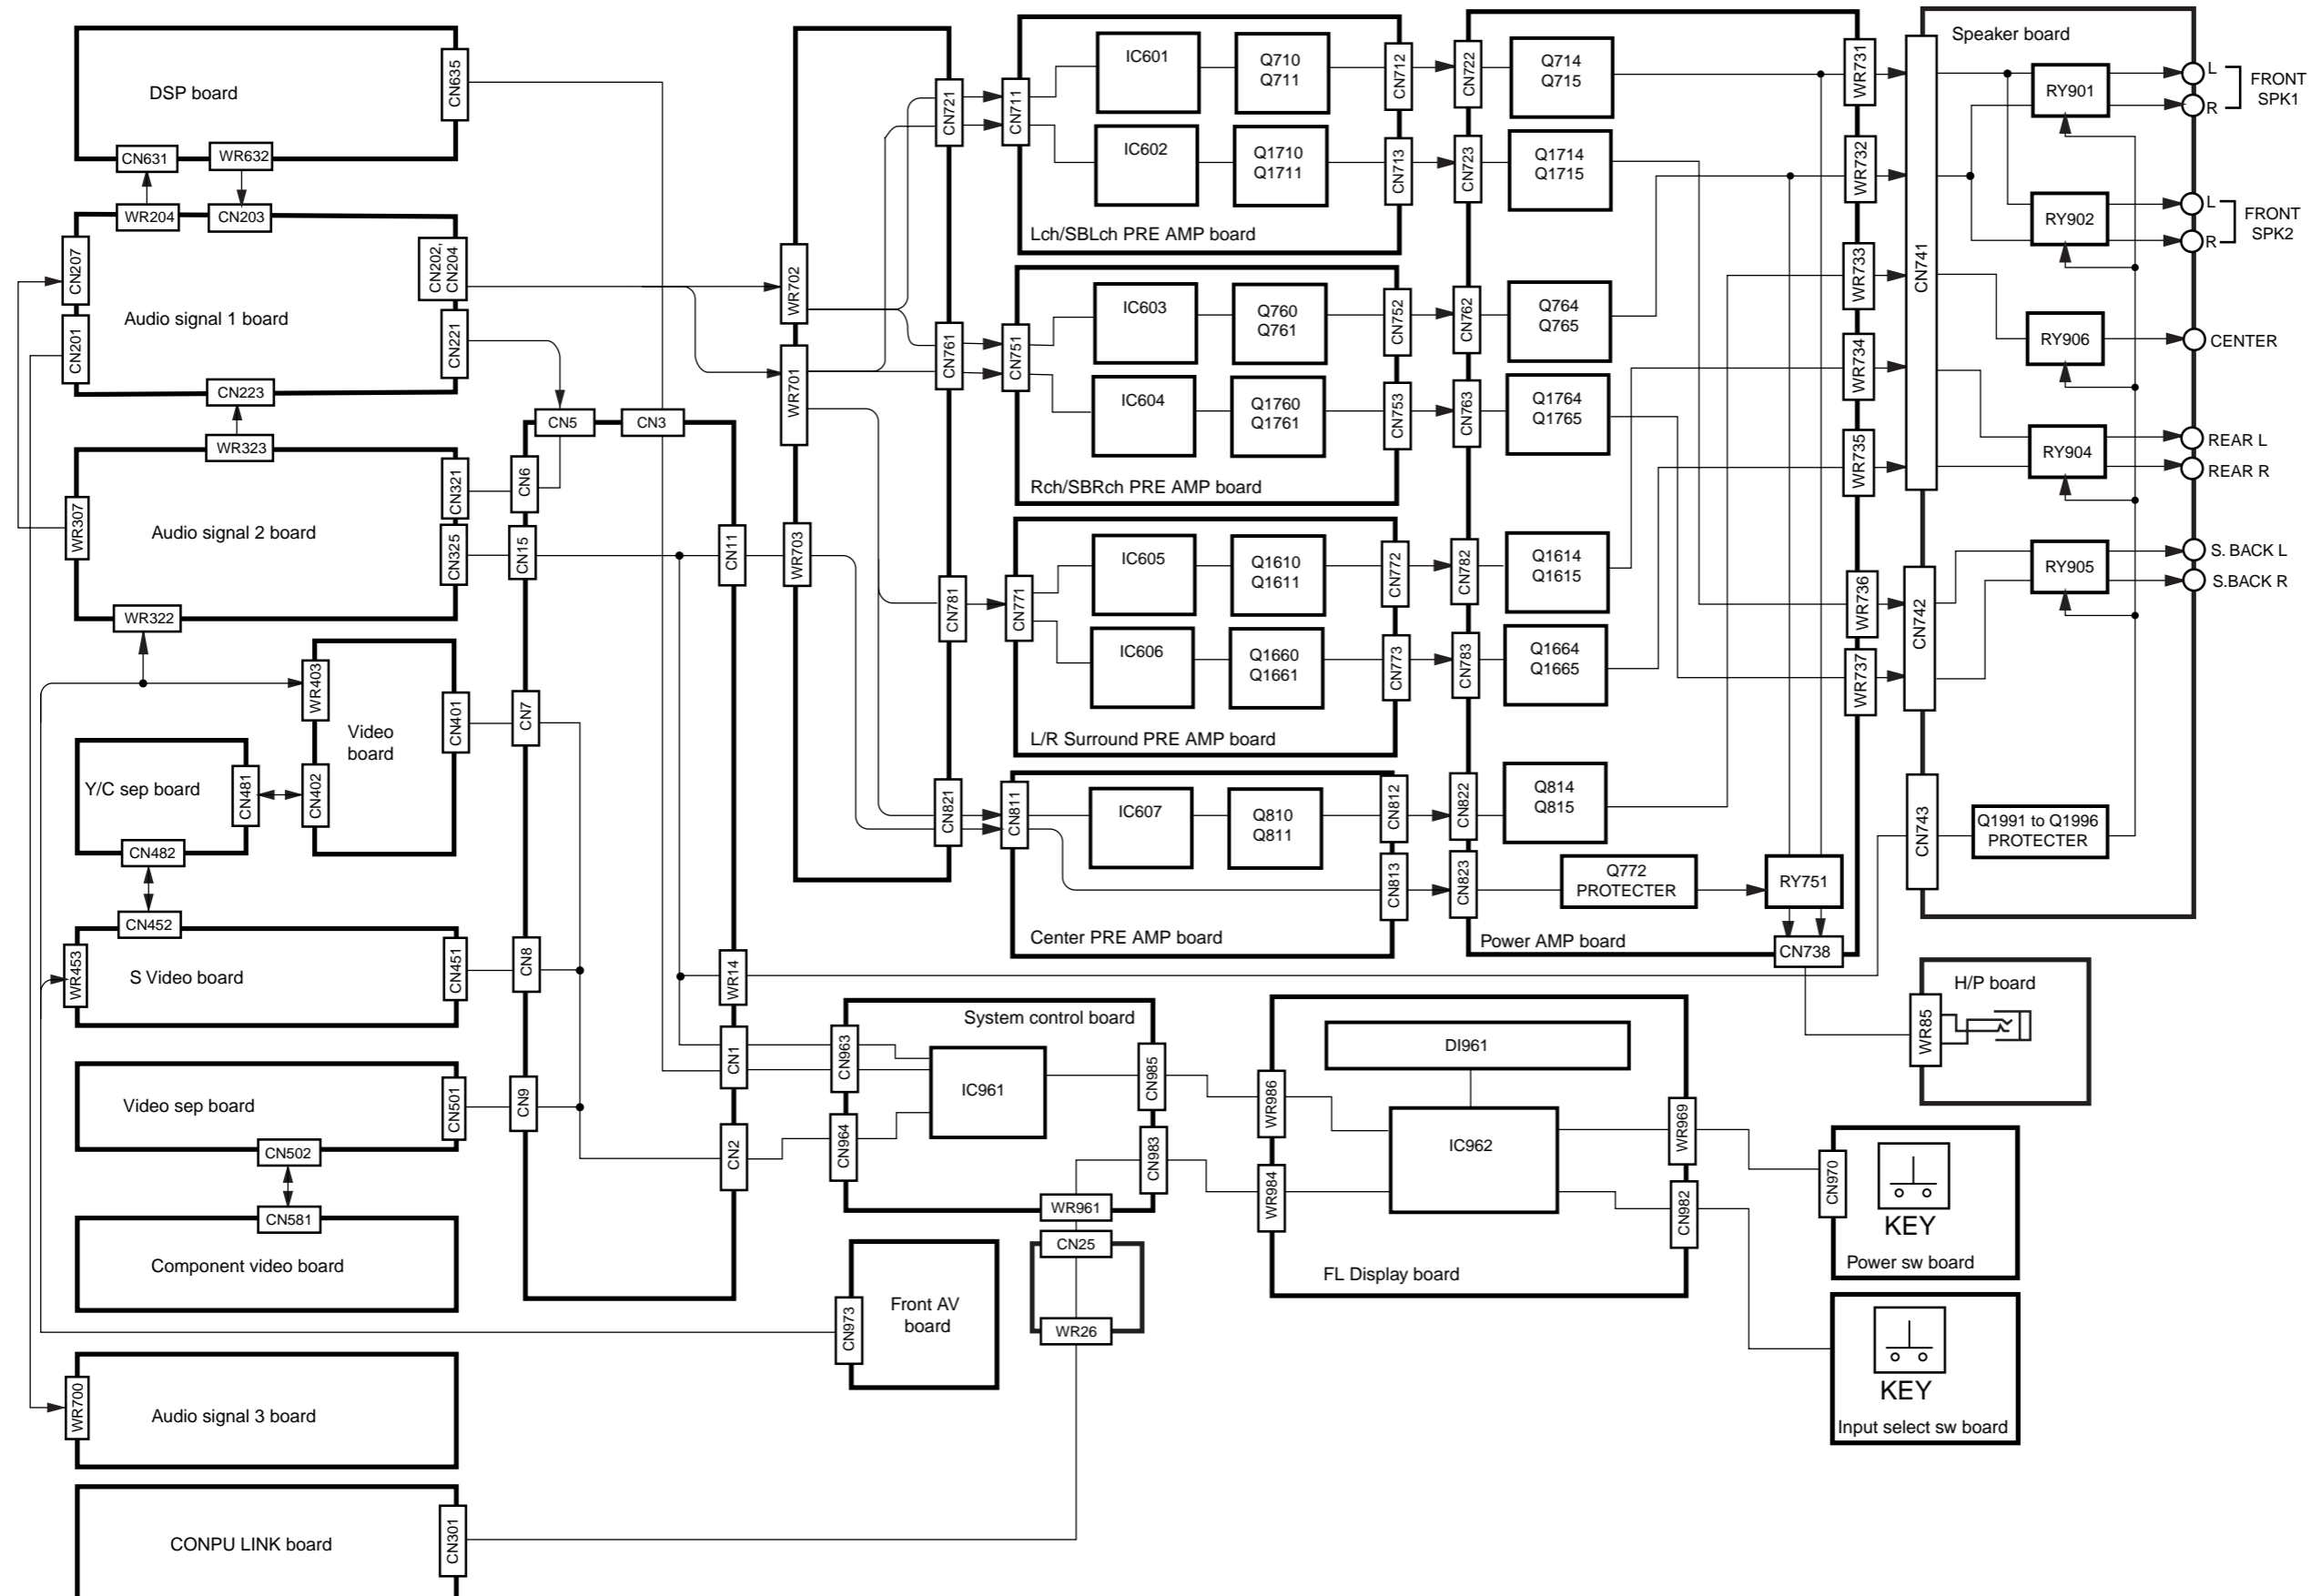 DSP board
CN635
CN631
WR632
WR204
CN203
CN207
CN201
CN202,
CN204
CN221
Audio signal 1 board
CN223
WR323
CN321
CN325
WR307
Audio signal 2 board
WR322
WR403
CN401
CN402
Video
board
Y/C sep board
CN481
CN482
CN452
WR453
CN451
S Video board
Video sep board
CN501
CN502
CN581
Component video board
WR700
Audio signal 3 board
CONPU LINK board
CN301
CN5
CN3
CN6
CN15
CN11
CN7
CN8
CN9
WR14
CN1
CN2
WR702
WR701
WR703
CN721
CN761
CN781
CN821
CN711
IC601
Q710
Q711
CN712
IC602
Q1710
Q1711
CN713
Lch/SBLch PRE AMP board
CN751
IC603
Q760
Q761
CN752
IC604
Q1760
Q1761
CN753
Rch/SBRch PRE AMP board
CN771
IC605
Q1610
Q1611
CN772
IC606
Q1660
Q1661
CN773
L/R Surround PRE AMP board
CN811
IC607
Q810
Q811
CN812
CN813
Center PRE AMP board
CN722
Q714
Q715
CN723
Q1714
Q1715
CN762
Q764
Q765
CN763
Q1764
Q1765
CN782
Q1614
Q1615
CN783
Q1664
Q1665
CN822
Q814
Q815
CN823
Q772
PROTECTER
RY751
Power AMP board
CN738
WR731
WR732
WR733
WR734
WR735
WR736
WR737
Speaker board
CN741
CN742
CN743
RY901
RY902
RY906
RY904
RY905
Q1991 to Q1996
PROTECTER
L
R
FRONT
SPK1
L
R
FRONT
SPK2
CENTER
REAR L
REAR R
S. BACK L
S.BACK R
H/P board
WR85
System control board
CN963
CN964
IC961
CN985
CN983
WR961
CN25
WR26
Front AV
board
CN973
DI961
WR986
WR984
IC962
WR969
CN982
FL Display board
CN970
KEY
Power sw board
KEY
Input select sw board